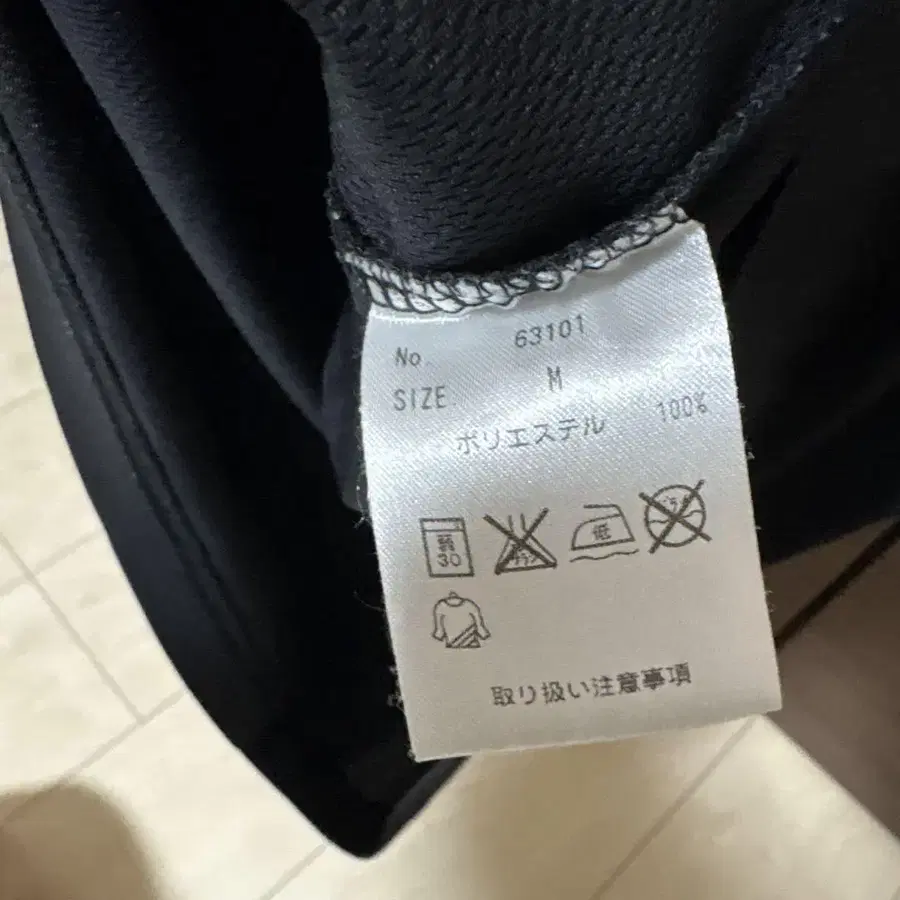 No. 63101
SIZE. M
ポリエステル 100%
30
低
取り扱い注意事項